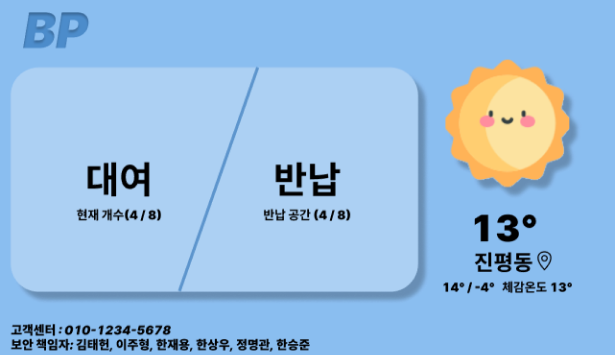 BP
대여
현재 개수(4 / 8)
반납
반납 공간 (4 / 8)
13°
진평동
14° / -4° 체감온도 13°
고객센터 : 010-1234-5678
보안 책임자: 김태헌, 이주형, 한재용, 한상우, 정명관, 한승준